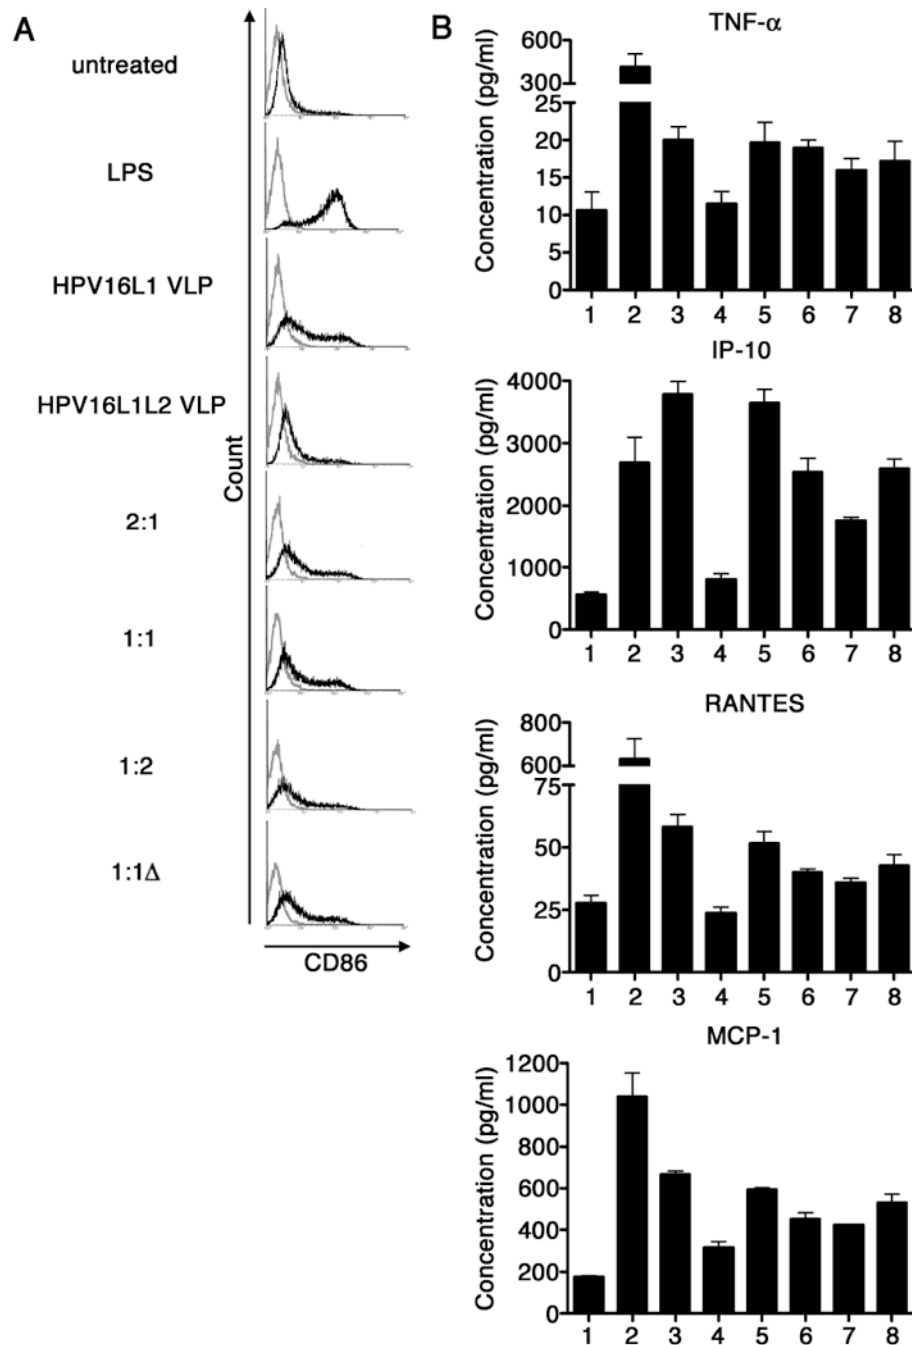 A
untreated
LPS
HPV16L1 VLP
HPV16L1L2 VLP
2:1
1:1
1:2
1:1Δ
Count
CD86
B
TNF-α
Concentration (pg/ml)
600
300
25
20
15
10
5
0
1 2 3 4 5 6 7 8
IP-10
Concentration (pg/ml)
4000
3000
2000
1000
0
1 2 3 4 5 6 7 8
RANTES
Concentration (pg/ml)
800
600
75
50
25
0
1 2 3 4 5 6 7 8
MCP-1
Concentration (pg/ml)
1200
1000
800
600
400
200
0
1 2 3 4 5 6 7 8